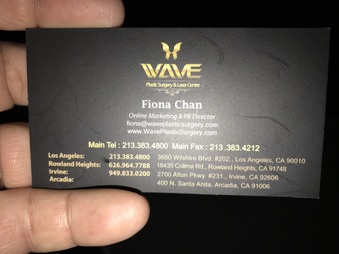 WAVE
Plastic Surgery & Laser Center
Fiona Chan
Online Marketing & PR Director
fiona@waveplasticsurgery.com
www.WavePlasticSurgery.com
Main Tel : 213.383.4800 Main Fax : 213.383.4212
Los Angeles: 213.383.4800 3680 Wilshire Blvd. #202., Los Angeles, CA 90010
Rowland Heights: 626.964.7788 18435 Colima Rd., Rowland Heights, CA 91748
Irvine: 949.833.0200 2700 Alton Pkwy. #231., Irvine, CA 92606
Arcadia: 400 N. Santa Anita, Arcadia, CA 91006